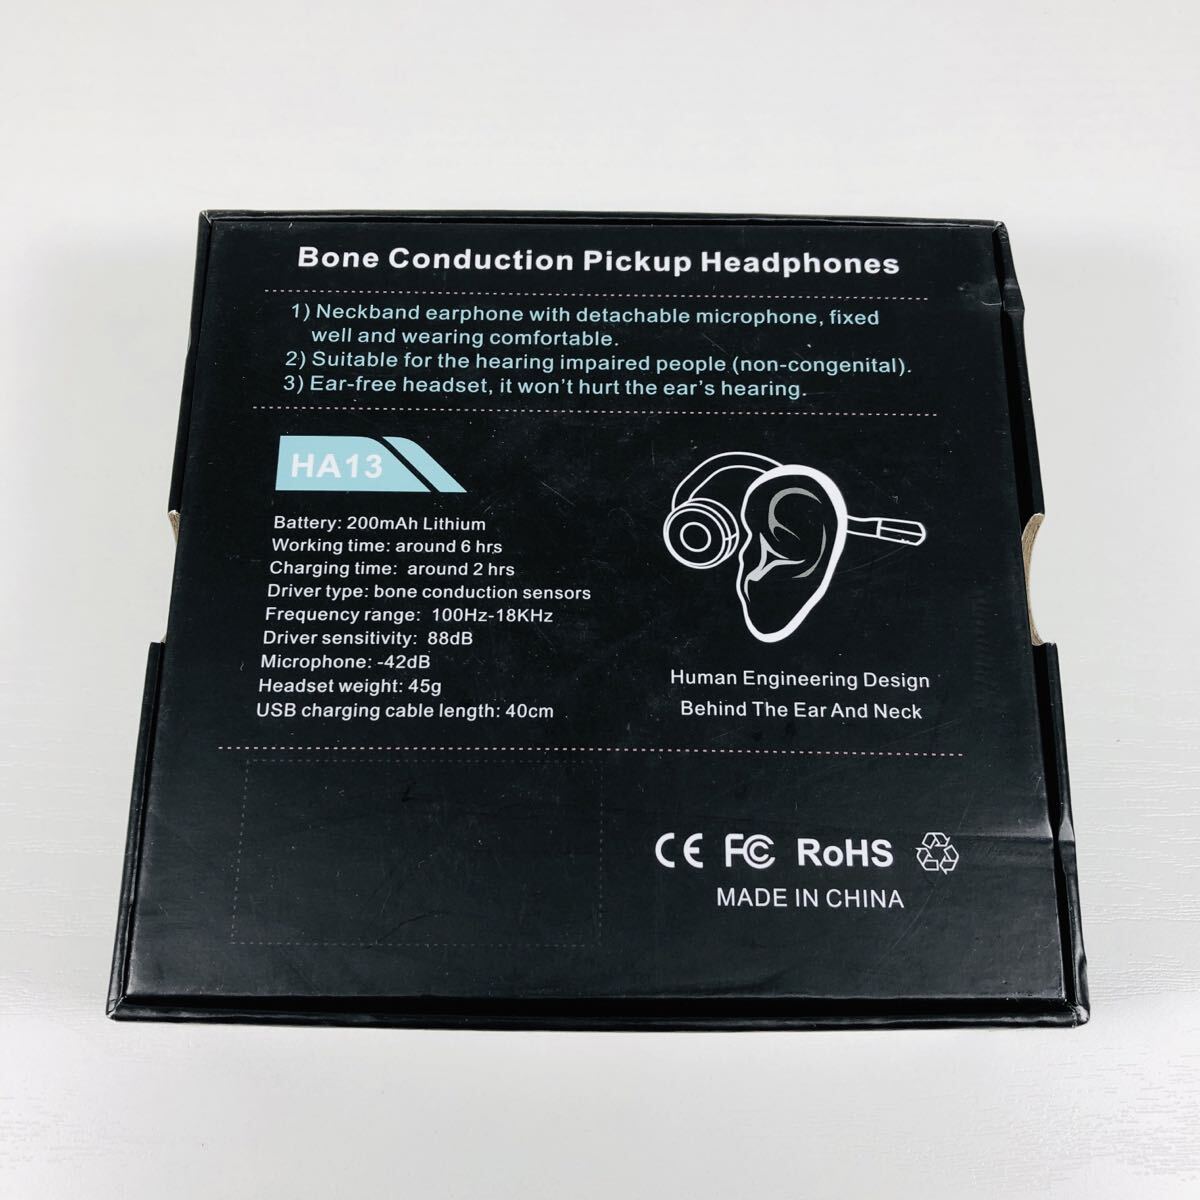 Bone Conduction Pickup Headphones
1) Neckband earphone with detachable microphone, fixed
well and wearing comfortable.
2) Suitable for the hearing impaired people (non-congenital).
3) Ear-free headset, it won't hurt the ear's hearing.
HA13
Battery: 200mAh Lithium
Working time: around 6 hrs
Charging time: around 2 hrs
Driver type: bone conduction sensors
Frequency range: 100Hz-18KHz
Driver sensitivity: 88dB
Microphone: -42dB
Headset weight: 45g
USB charging cable length: 40cm
Human Engineering Design
Behind The Ear And Neck
CE FC RoHS
MADE IN CHINA